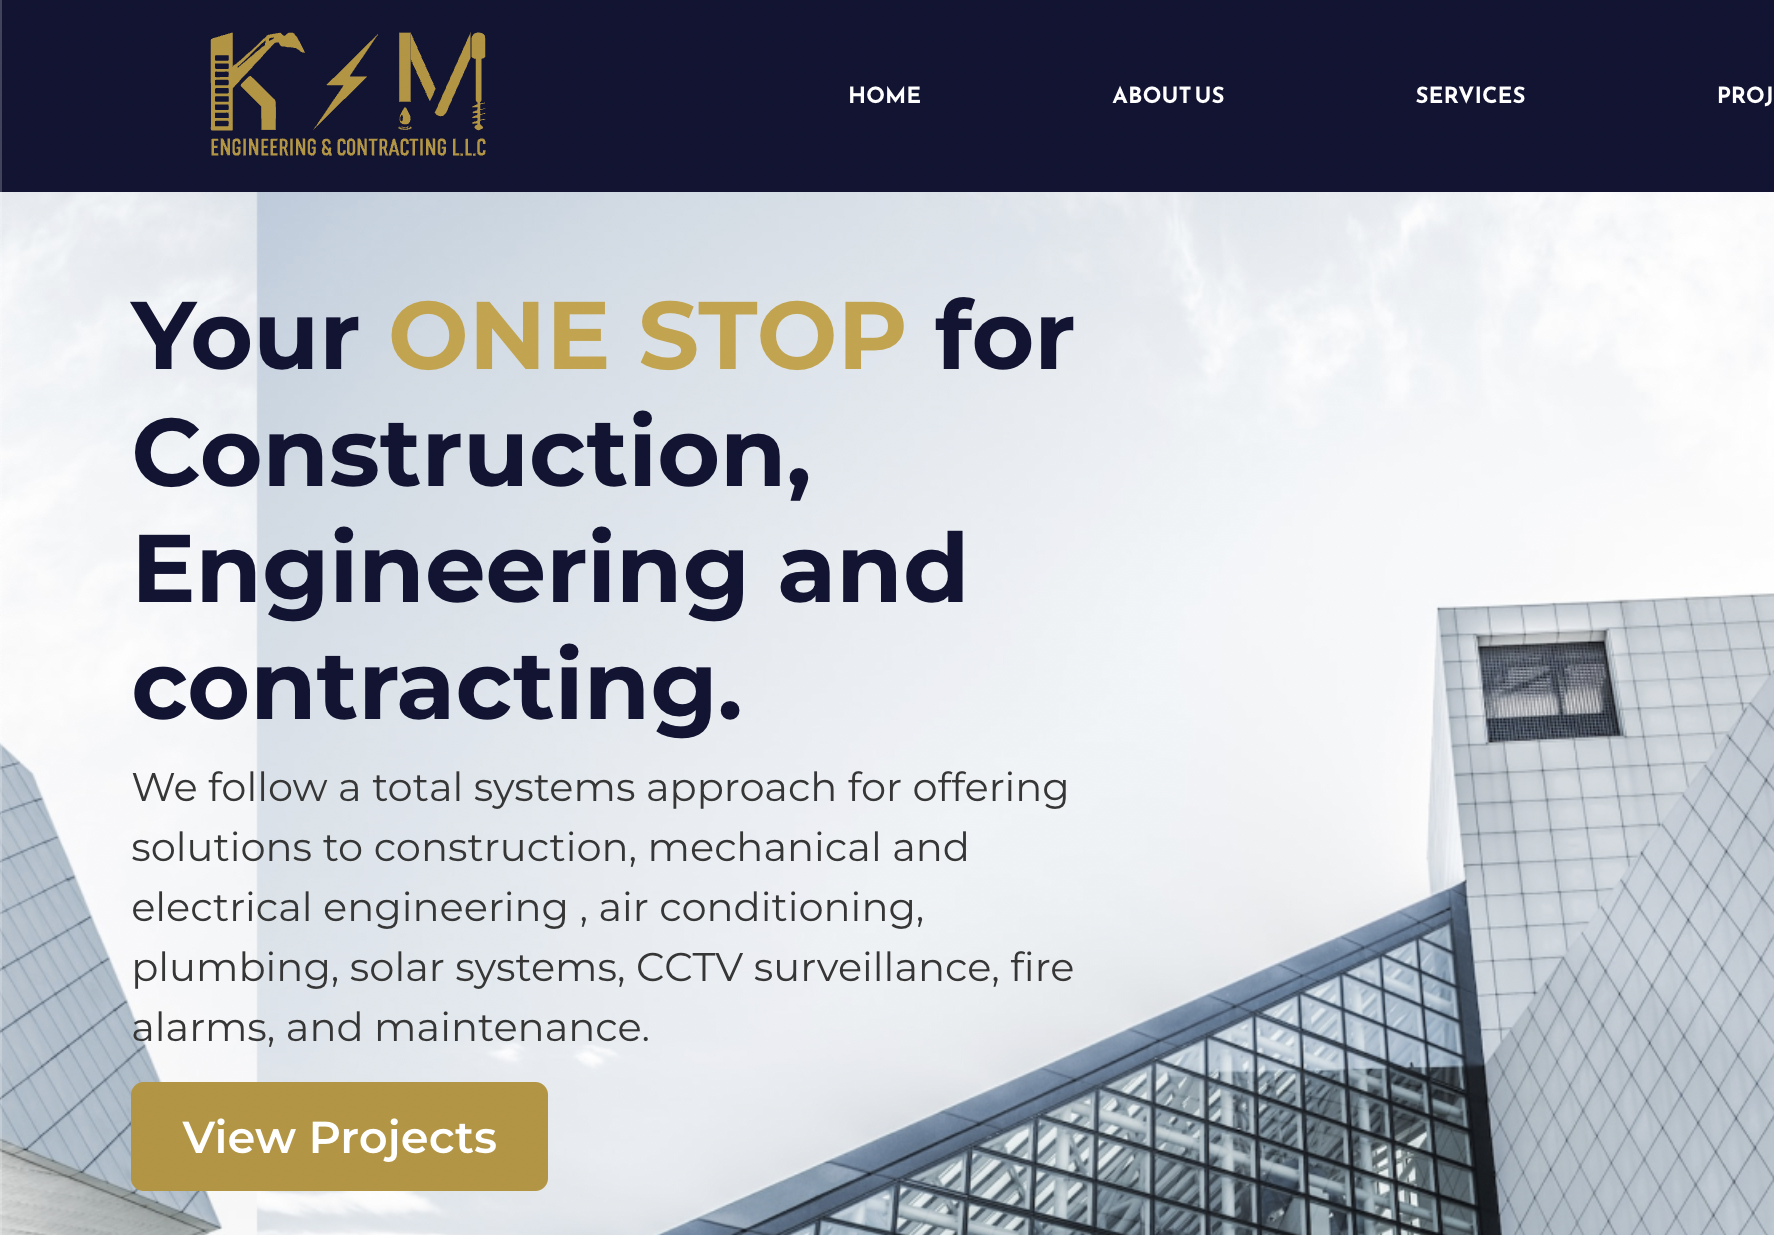 K M
ENGINEERING & CONTRACTING L.L.C
HOME
ABOUT US
SERVICES
PROJ
Your ONE STOP for
Construction,
Engineering and
contracting.
We follow a total systems approach for offering
solutions to construction, mechanical and
electrical engineering , air conditioning,
plumbing, solar systems, CCTV surveillance, fire
alarms, and maintenance.
View Projects